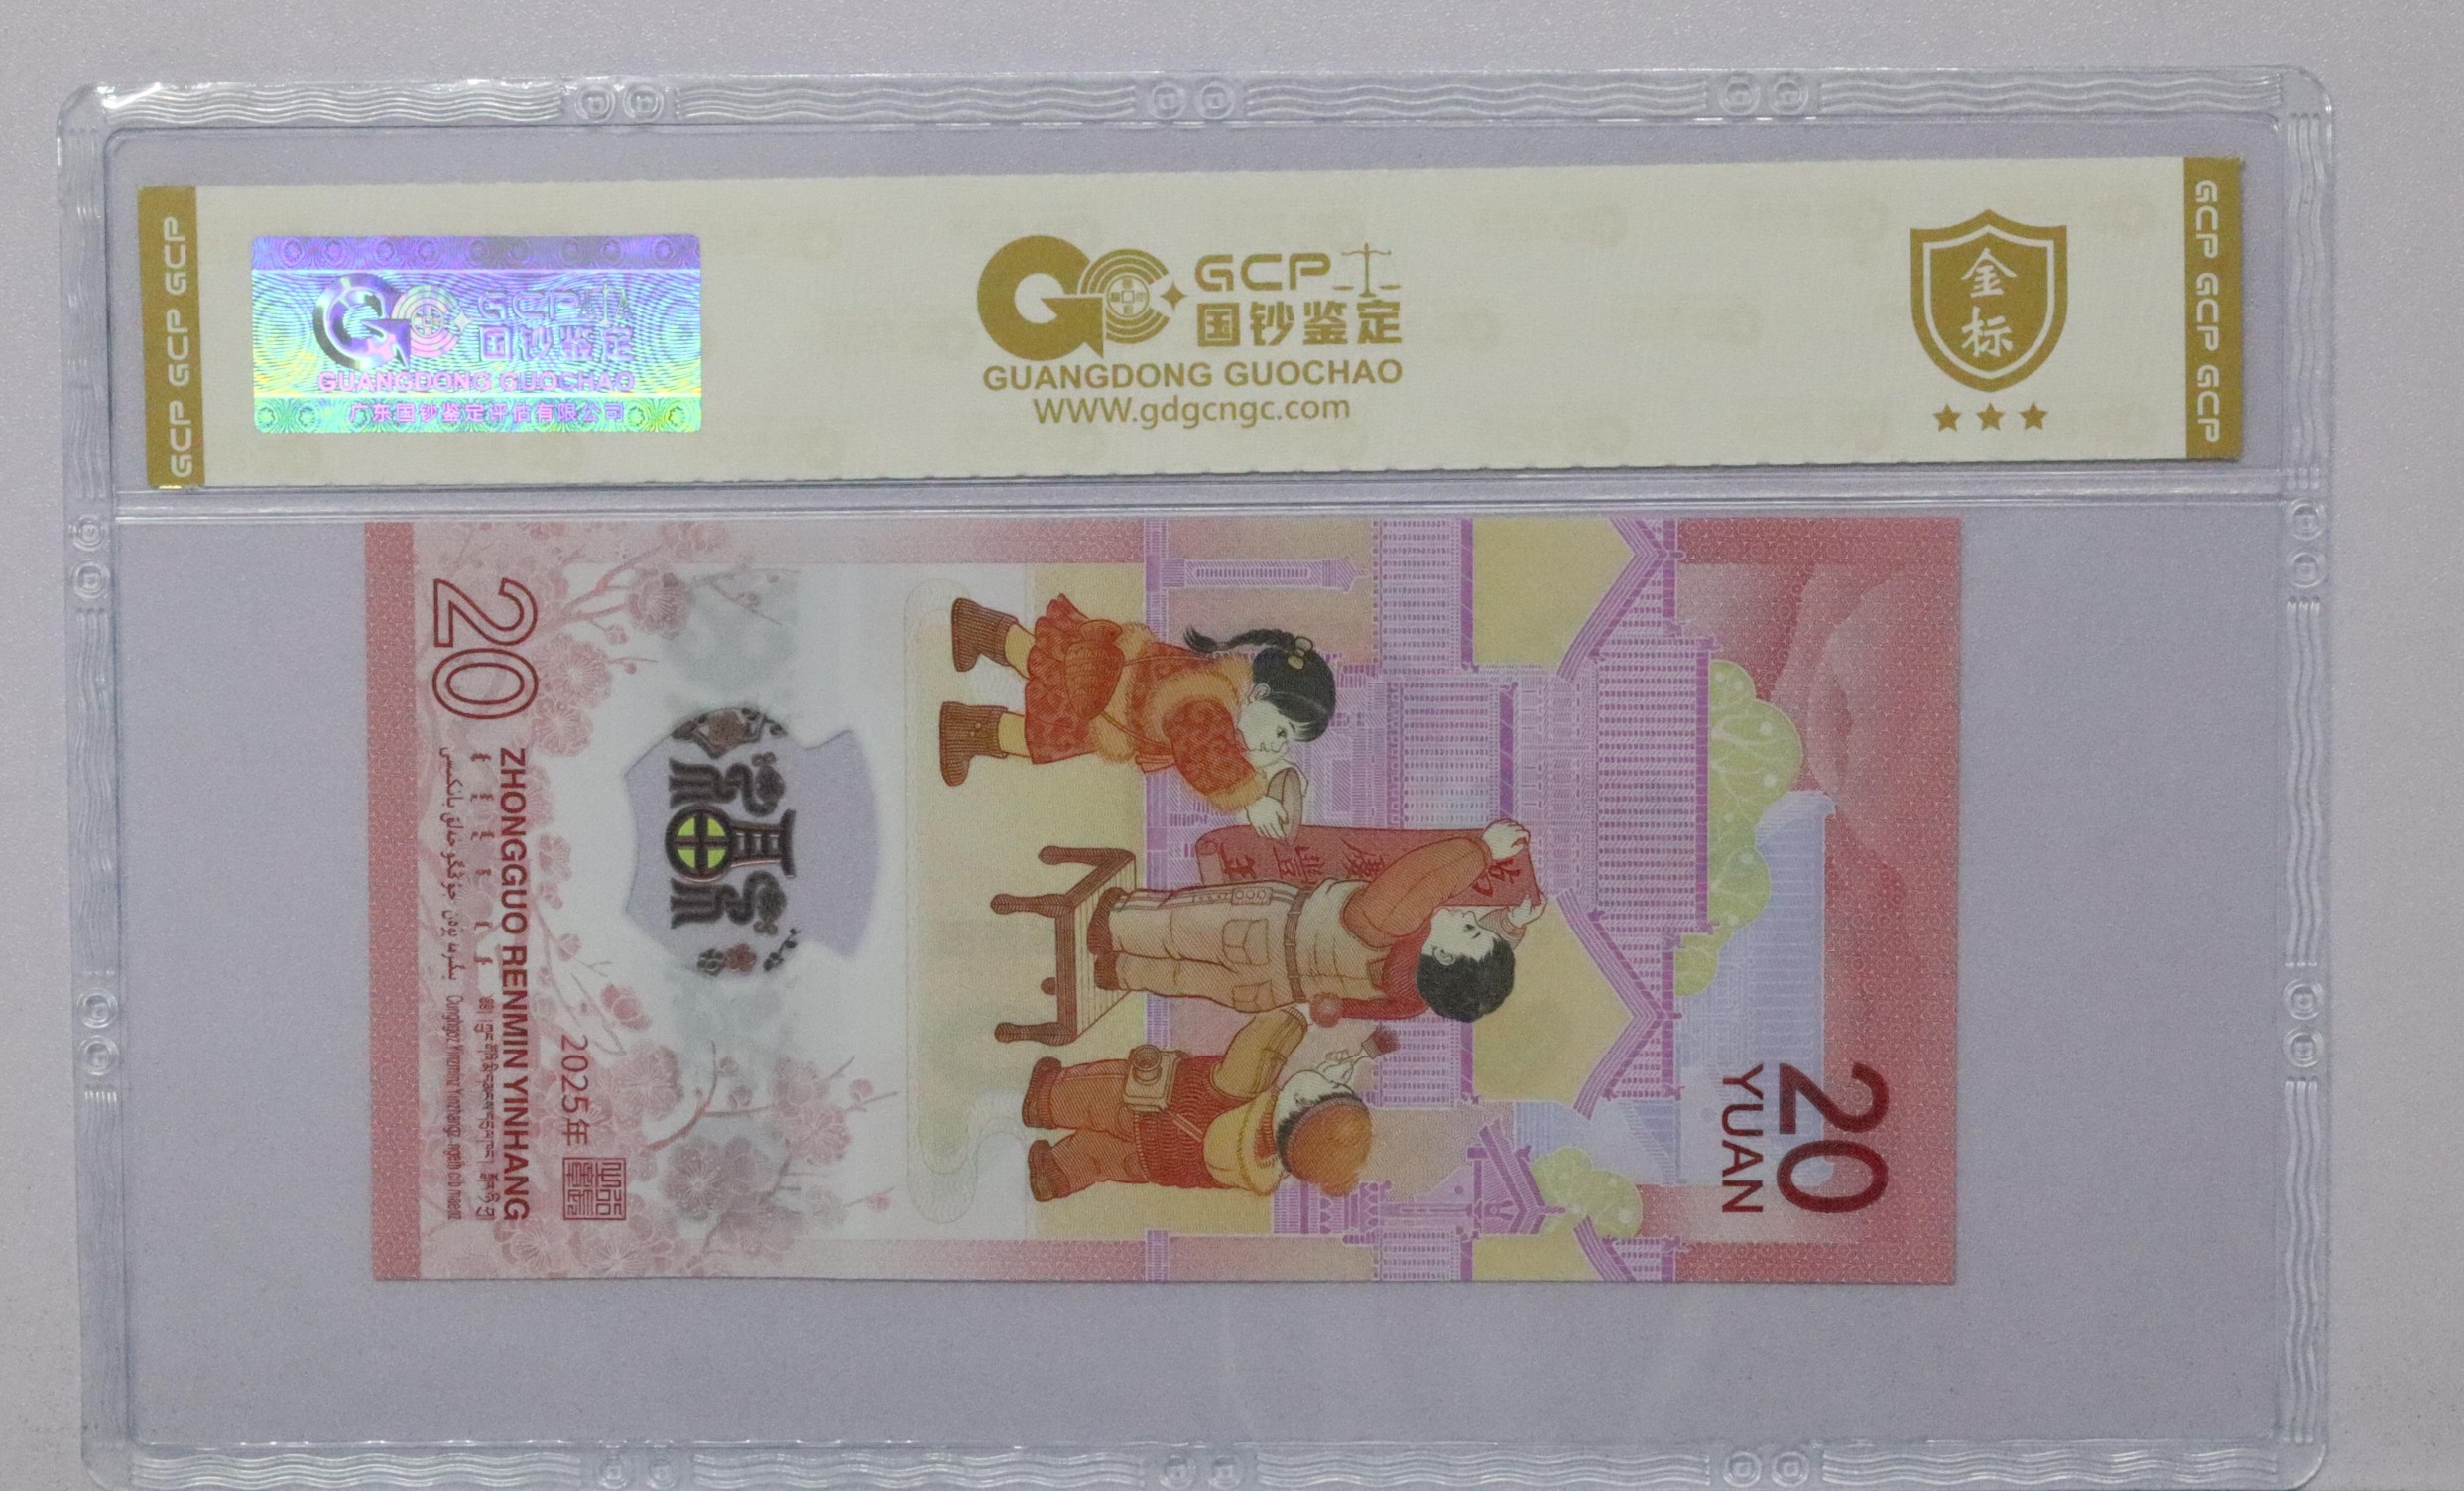 GCP GCP GCP
GCP
国钞鉴定
GUANGDONG GUOCHAO
广东国钞鉴定评估有限公司
GCP
国钞鉴定
GUANGDONG GUOCHAO
WWW.gdgcngc.com
金标
GCP GCP GCP
20
ZHONGGUO RENMIN YINHANG
2025年
20
YUAN